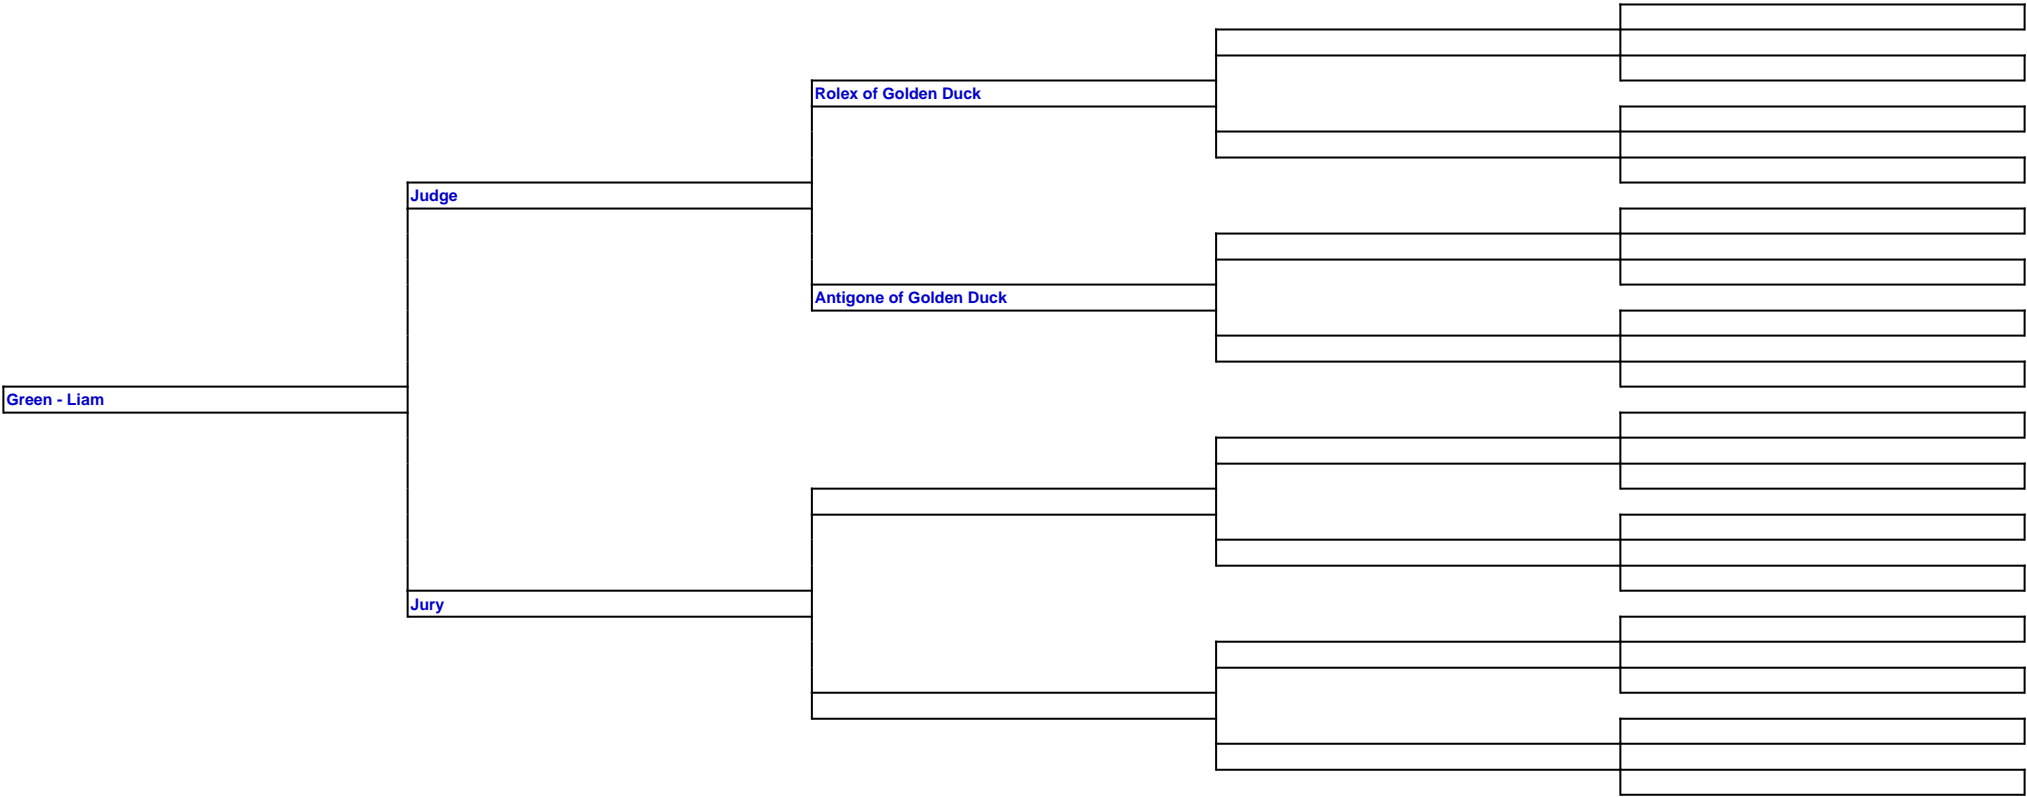 Rolex of Golden Duck
Judge
Antigone of Golden Duck
Green - Liam
Jury